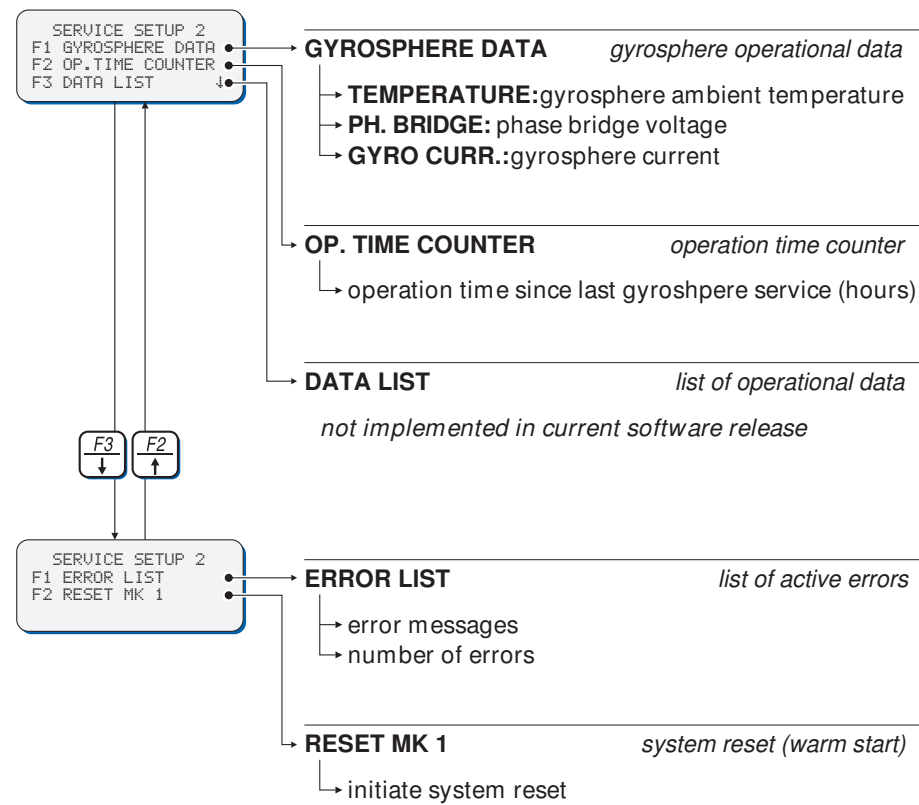 SERVICE SETUP 2
F1 GYROSPHERE DATA
F2 OP.TIME COUNTER
F3 DATA LIST ↓
GYROSPHERE DATA gyrosphere operational data
TEMPERATURE:gyrosphere ambient temperature
PH. BRIDGE: phase bridge voltage
GYRO CURR.:gyrosphere current
OP. TIME COUNTER operation time counter
operation time since last gyroshpere service (hours)
DATA LIST list of operational data
not implemented in current software release
F3 F2
↓ ↑
SERVICE SETUP 2
F1 ERROR LIST
F2 RESET MK 1
ERROR LIST list of active errors
error messages
number of errors
RESET MK 1 system reset (warm start)
initiate system reset